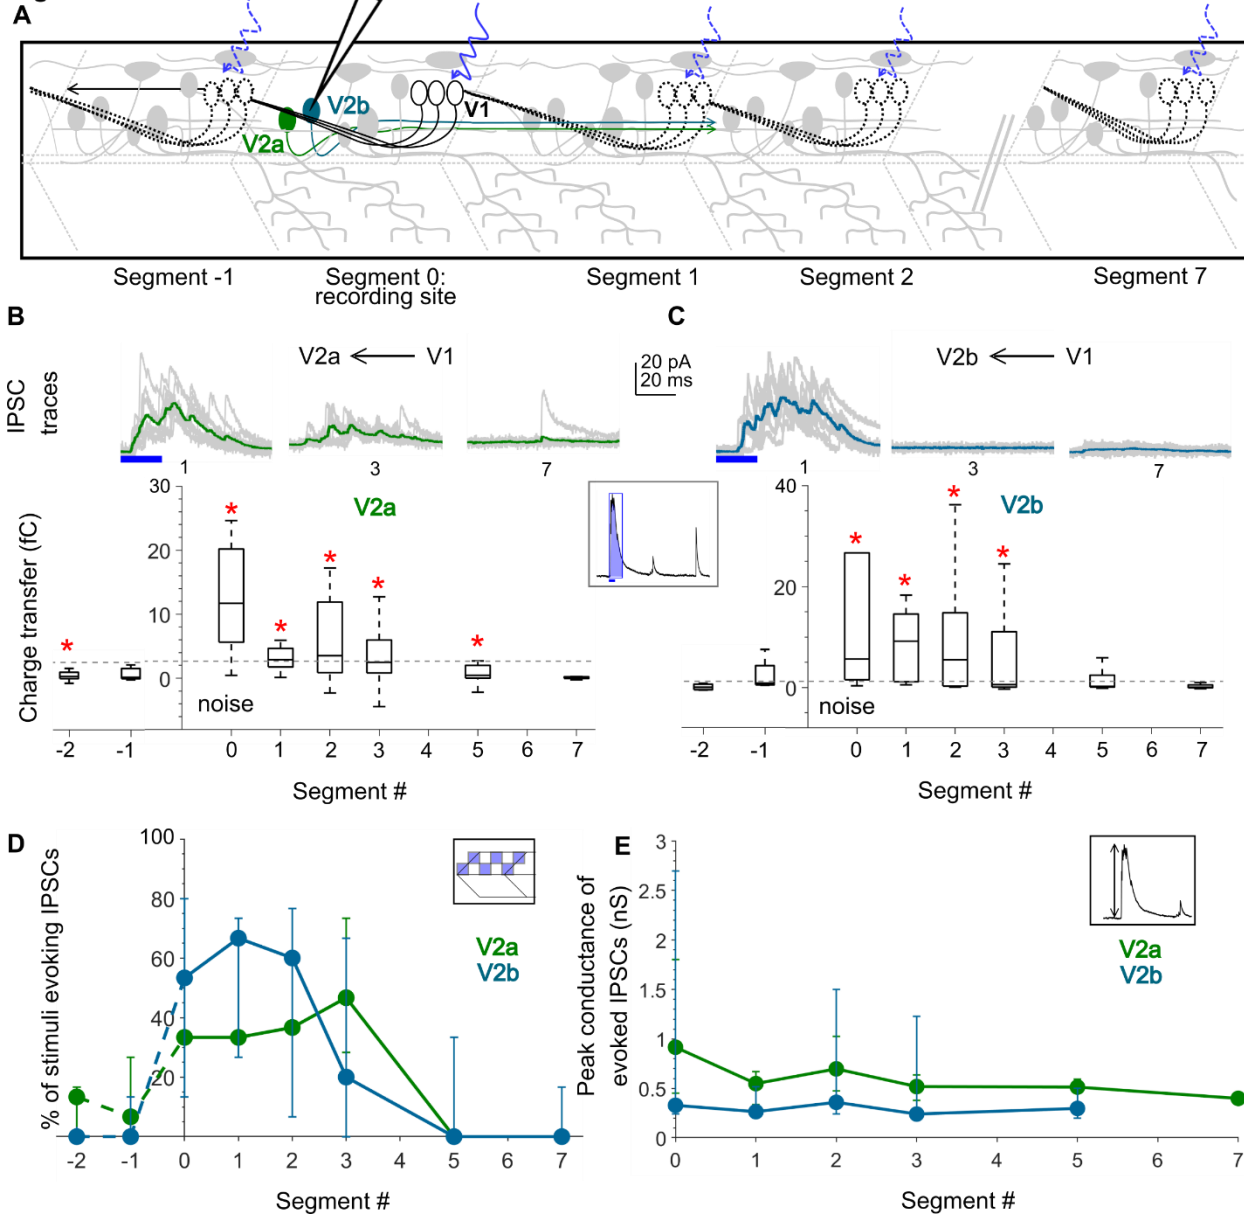 A
V2b
V1
V2a
Segment -1
Segment 0:
recording site
Segment 1
Segment 2
Segment 7
B
IPSC
traces
V2a
V1
20 pA
20 ms
1
3
7
C
V2b
V1
1
3
7
Charge transfer (fC)
30
20
10
0
V2a
*
*
*
*
*
*
noise
-2
-1
0
1
2
3
4
5
6
7
Segment #
40
20
0
V2b
*
*
*
*
noise
-2
-1
0
1
2
3
4
5
6
7
Segment #
D
% of stimuli evoking IPSCs
100
80
60
40
20
V2a
V2b
-2
-1
0
1
2
3
4
5
6
7
Segment #
E
Peak conductance of
evoked IPSCs (nS)
3
2.5
2
1.5
1
0.5
0
V2a
V2b
0
1
2
3
4
5
6
7
Segment #